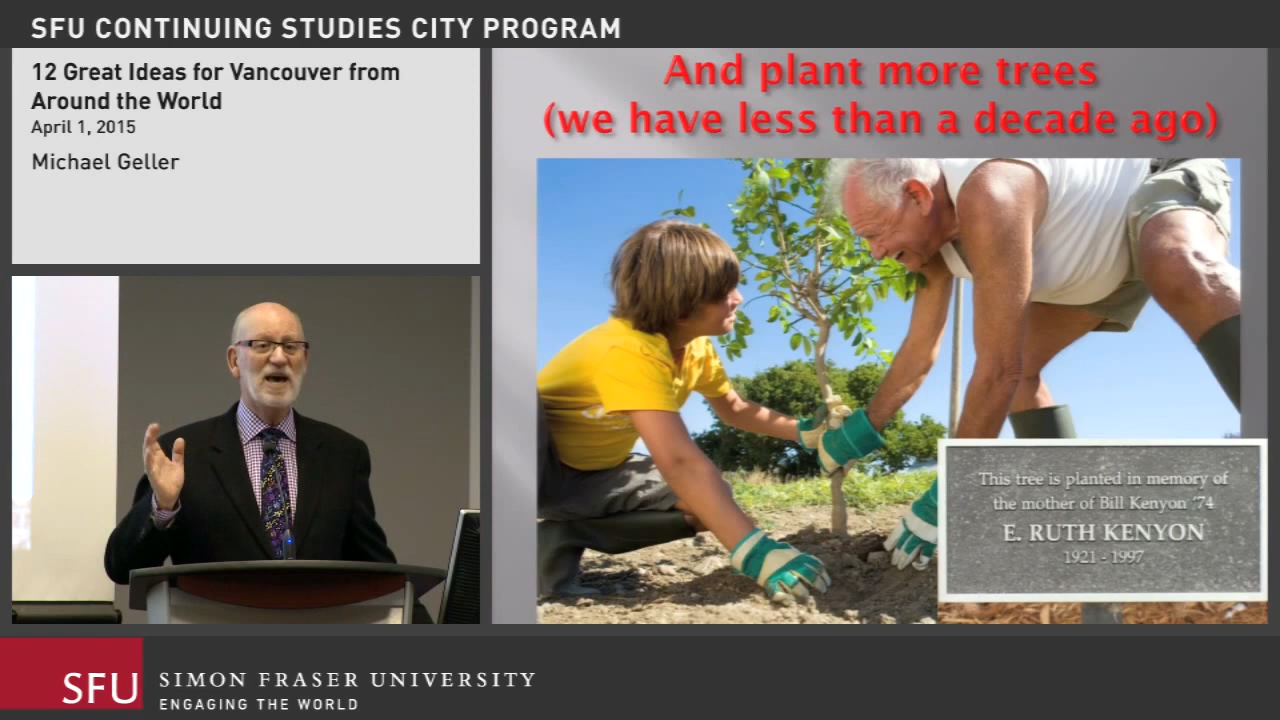 SFU CONTINUING STUDIES CITY PROGRAM
12 Great Ideas for Vancouver from
Around the World
April 1, 2015
Michael Geller
And plant more trees
(we have less than a decade ago)
This tree is planted in memory of
the mother of Bill Kenyon '74
E. RUTH KENYON
1921 - 1997
SFU
SIMON FRASER UNIVERSITY
ENGAGING THE WORLD